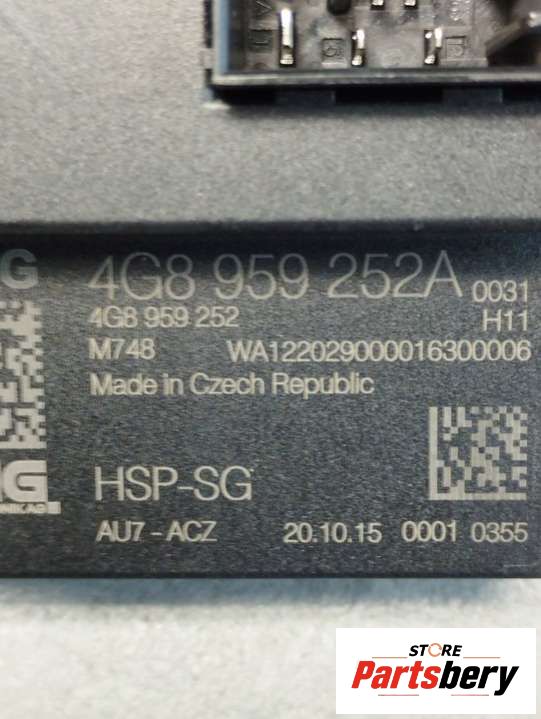 G
4G8 959 252A 0031
4G8 959 252 H11
M748 WA122029000016300006
Made in Czech Republic
HSP-SG
AU7-ACZ 20.10.15 0001 0355
STORE
Partsbery